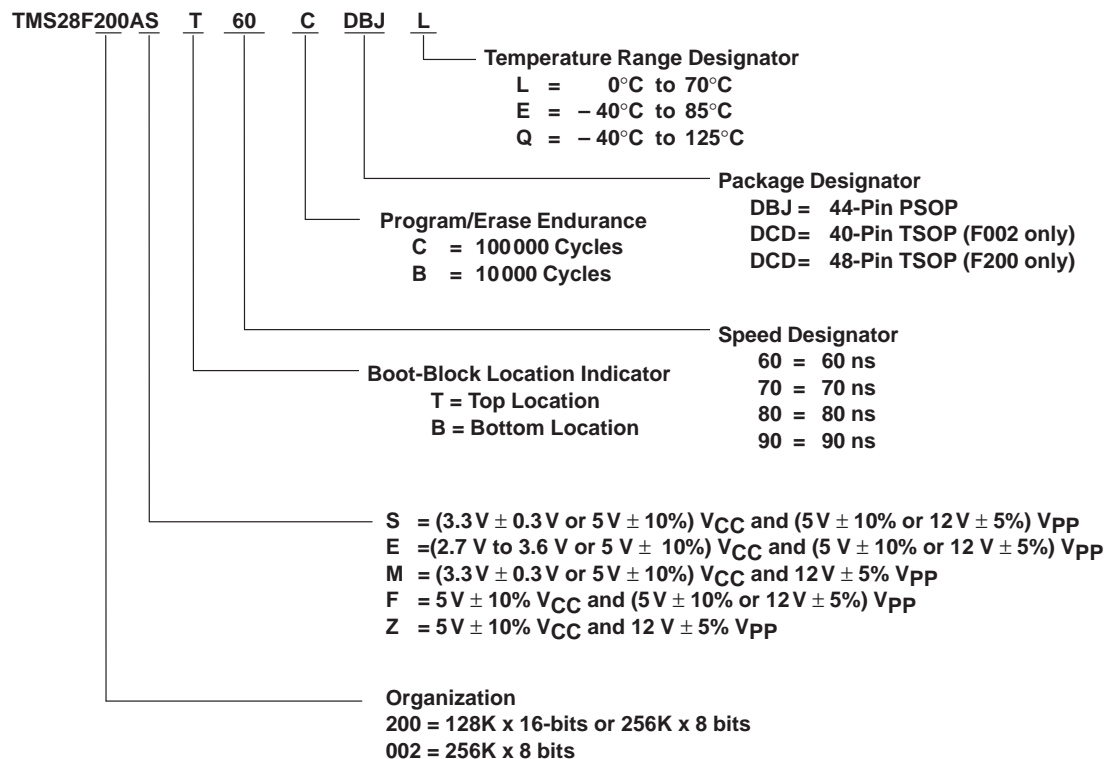 TMS28F200AS T 60 C DBJ L
Temperature Range Designator
L = 0°C to 70°C
E = – 40°C to 85°C
Q = – 40°C to 125°C
Package Designator
DBJ = 44-Pin PSOP
DCD= 40-Pin TSOP (F002 only)
DCD= 48-Pin TSOP (F200 only)
Program/Erase Endurance
C = 100000 Cycles
B = 10000 Cycles
Speed Designator
60 = 60 ns
70 = 70 ns
80 = 80 ns
90 = 90 ns
Boot-Block Location Indicator
T = Top Location
B = Bottom Location
S = (3.3 V ± 0.3 V or 5 V ± 10%) VCC and (5 V ± 10% or 12 V ± 5%) VPP
E =(2.7 V to 3.6 V or 5 V ± 10%) VCC and (5 V ± 10% or 12 V ± 5%) VPP
M = (3.3 V ± 0.3 V or 5 V ± 10%) VCC and 12 V ± 5% VPP
F = 5 V ± 10% VCC and (5 V ± 10% or 12 V ± 5%) VPP
Z = 5 V ± 10% VCC and 12 V ± 5% VPP
Organization
200 = 128K x 16-bits or 256K x 8 bits
002 = 256K x 8 bits